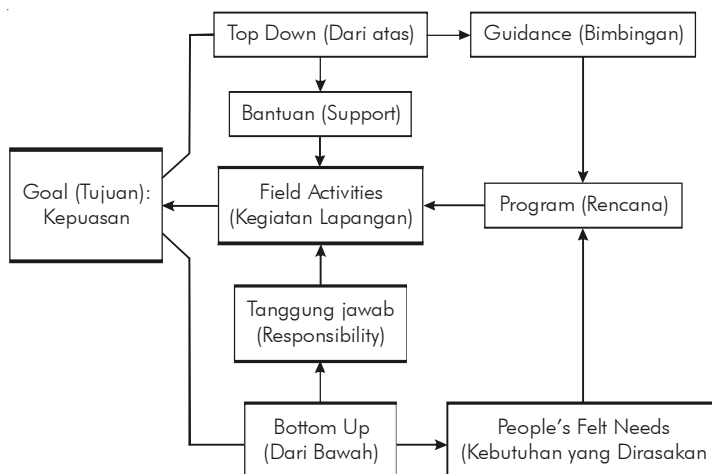 Top Down (Dari atas)
Guidance (Bimbingan)
Bantuan (Support)
Goal (Tujuan):
Kepuasan
Field Activities
(Kegiatan Lapangan)
Program (Rencana)
Tanggung jawab
(Responsibility)
Bottom Up
(Dari Bawah)
People's Felt Needs
(Kebutuhan yang Dirasakan